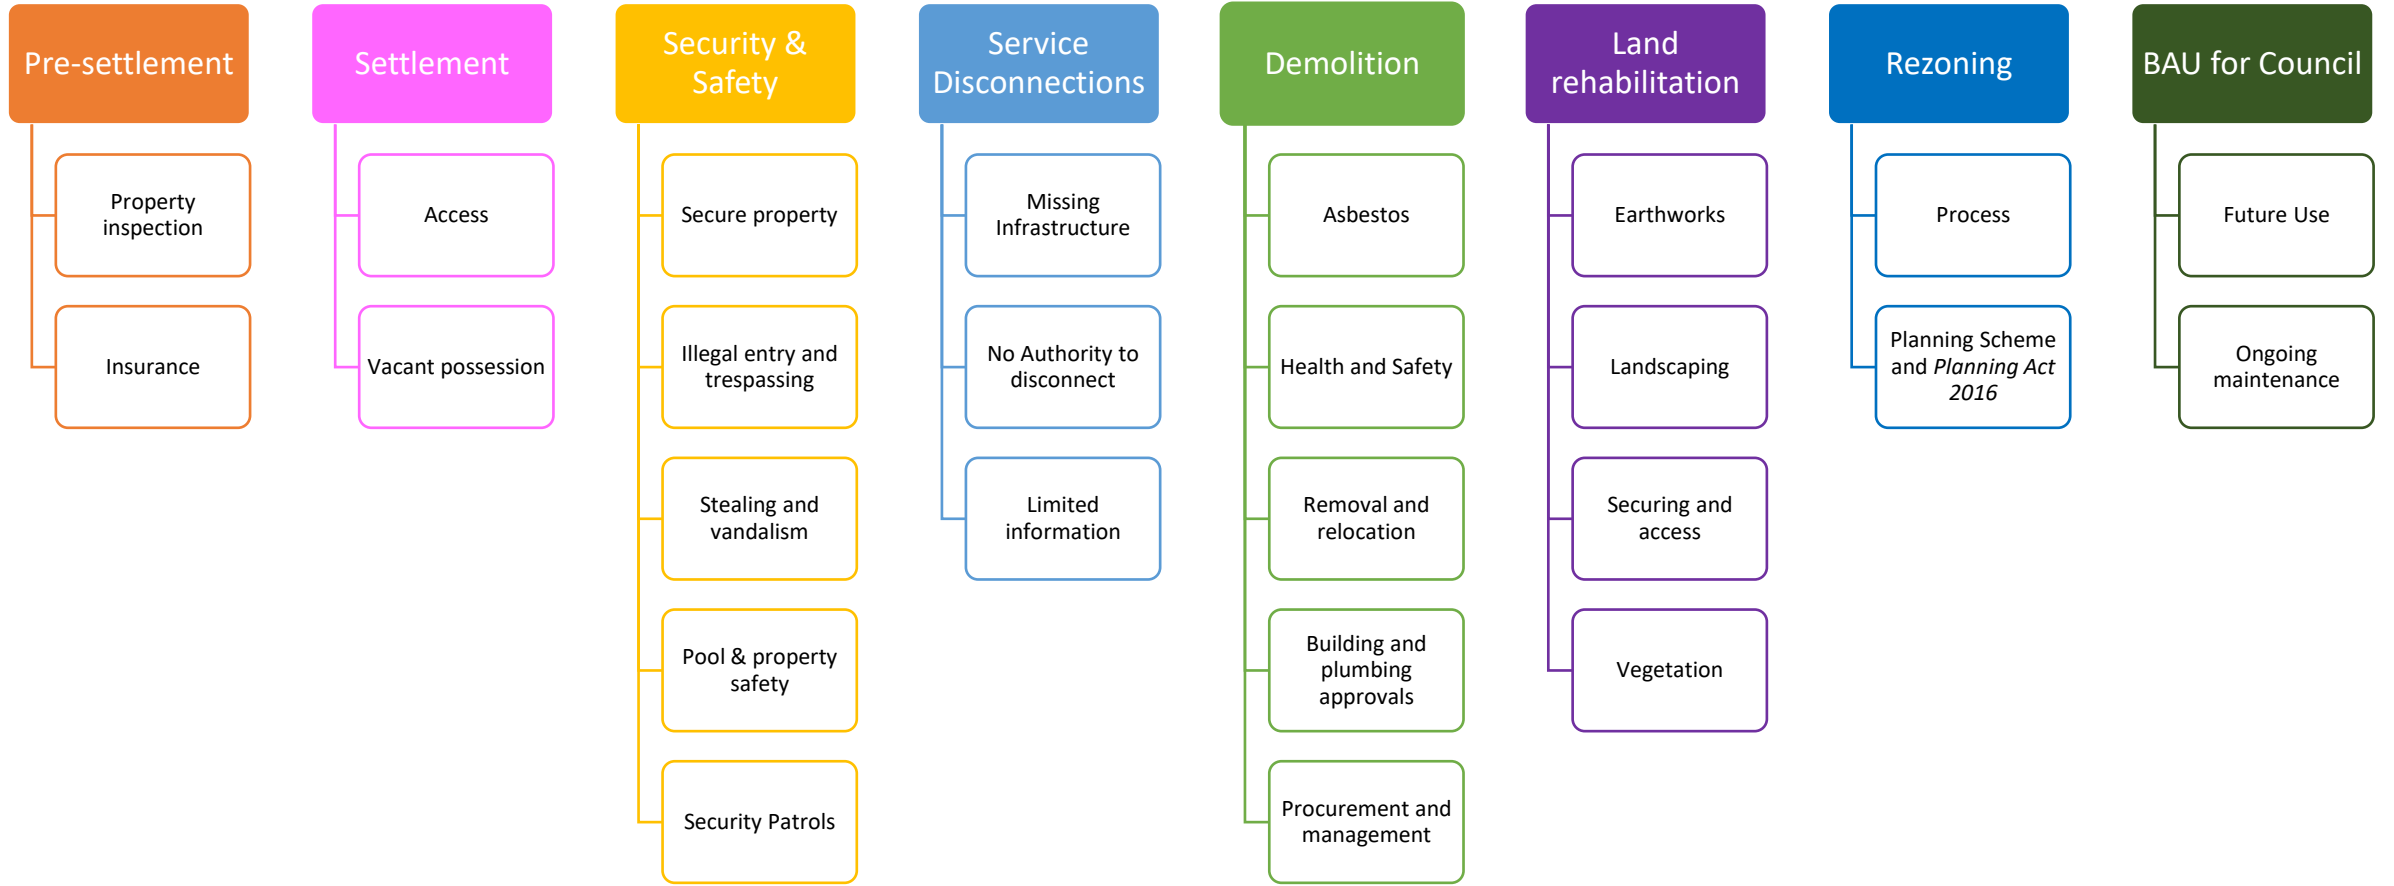 Pre-settlement
Property
inspection
Insurance
Settlement
Access
Vacant possession
Security &
Safety
Secure property
Illegal entry and
trespassing
Stealing and
vandalism
Pool & property
safety
Security Patrols
Service
Disconnections
Missing
Infrastructure
No Authority to
disconnect
Limited
information
Demolition
Asbestos
Health and Safety
Removal and
relocation
Building and
plumbing
approvals
Procurement and
management
Land
rehabilitation
Earthworks
Landscaping
Securing and
access
Vegetation
Rezoning
Process
Planning Scheme
and Planning Act
2016
BAU for Council
Future Use
Ongoing
maintenance